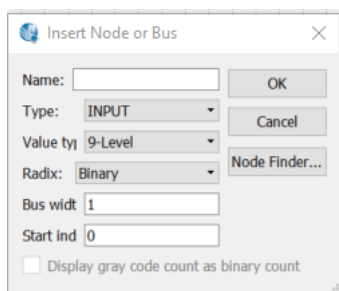 Insert Node or Bus
Name:
OK
Type: INPUT
Cancel
Value typ 9-Level
Node Finder...
Radix: Binary
Bus widt 1
Start ind 0
Display gray code count as binary count